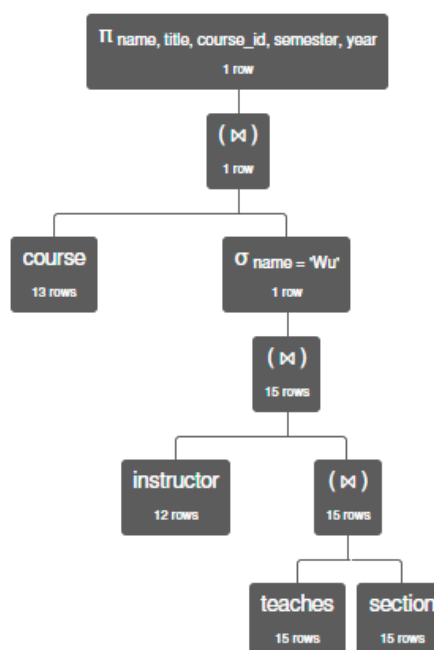 π name, title, course_id, semester, year
1 row
( ⋈ )
1 row
course
13 rows
σ name = 'Wu'
1 row
( ⋈ )
15 rows
instructor
12 rows
( ⋈ )
15 rows
teaches
15 rows
section
15 rows